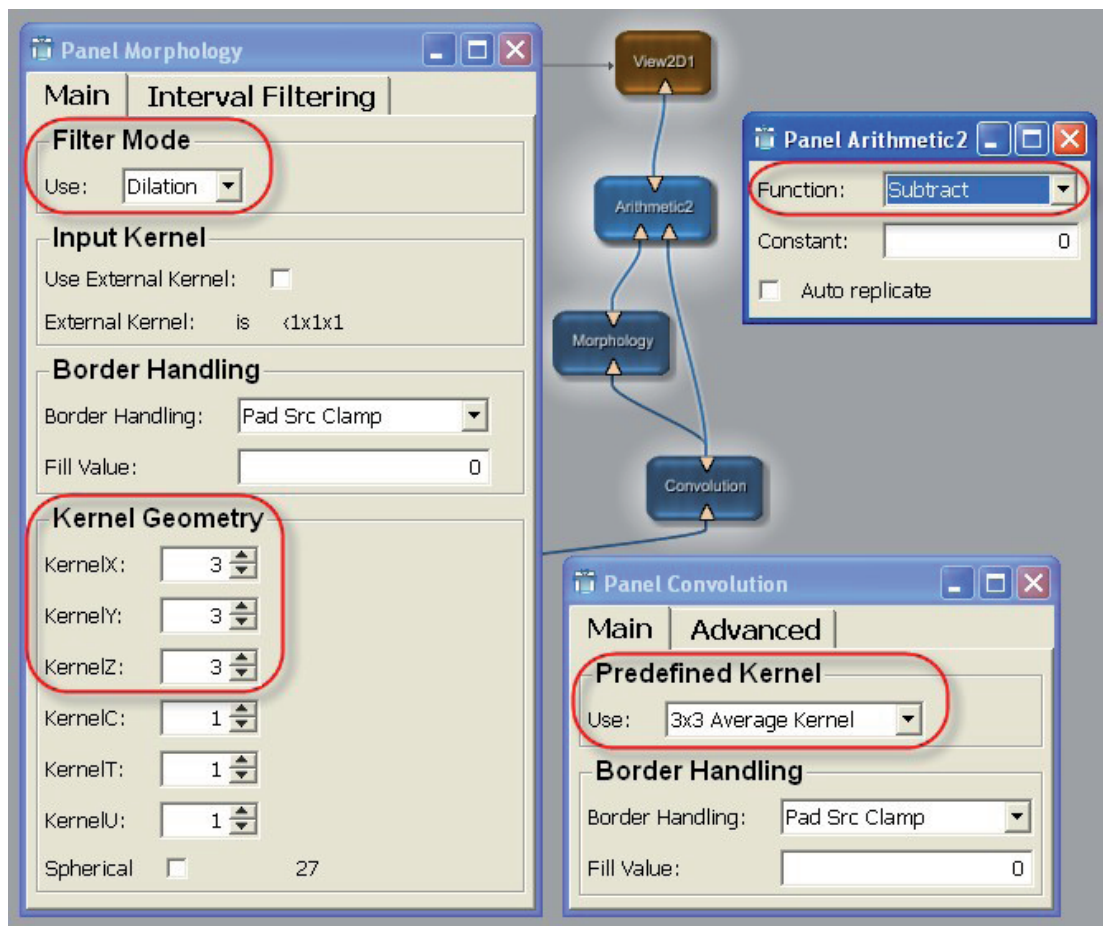 Panel Morphology
Main Interval Filtering
Filter Mode
Use: Dilation
Input Kernel
Use External Kernel:
External Kernel: is <1x1x1
Border Handling
Border Handling: Pad Src Clamp
Fill Value: 0
Kernel Geometry
KernelX: 3
KernelY: 3
KernelZ: 3
KernelC: 1
KernelT: 1
KernelU: 1
Spherical 27
View2D1
Arithmetic2
Morphology
Convolution
Panel Arithmetic2
Function: Subtract
Constant: 0
Auto replicate
Panel Convolution
Main Advanced
Predefined Kernel
Use: 3x3 Average Kernel
Border Handling
Border Handling: Pad Src Clamp
Fill Value: 0